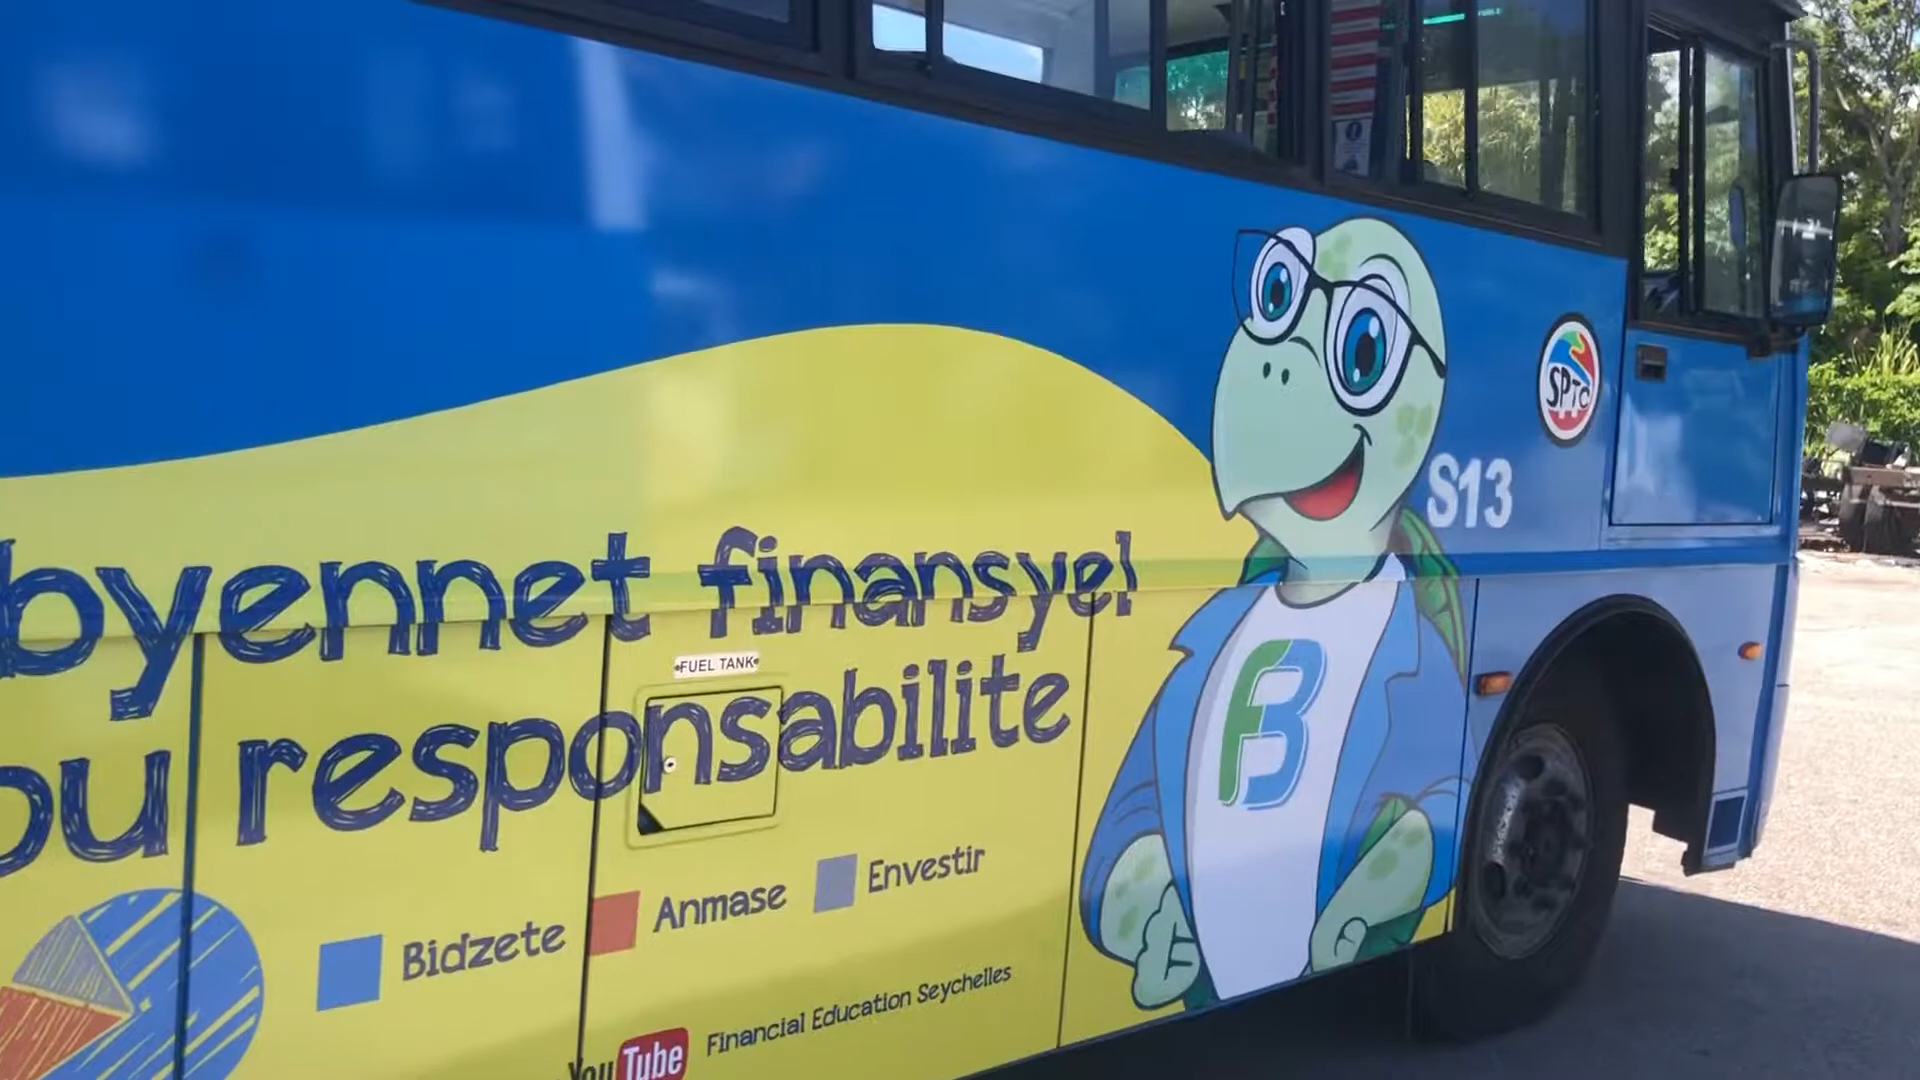 SPTC
S13
byennet finansyel
ou responsabilite
FUEL TANK
FB
Bidzete
Anmase
Envestir
YouTube
Financial Education Seychelles